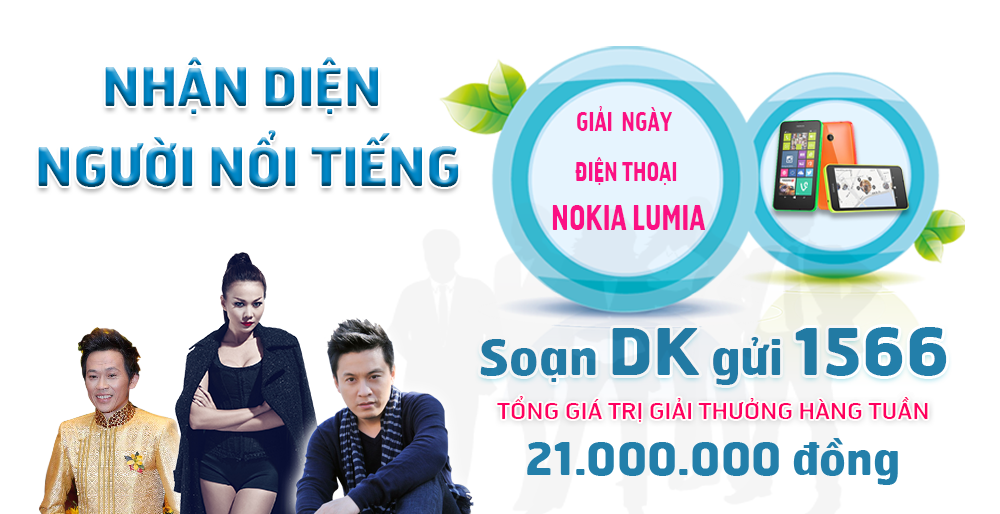 NHẬN DIỆN
NGƯỜI NỔI TIẾNG
GIẢI NGÀY
ĐIỆN THOẠI
NOKIA LUMIA
Soạn DK gửi 1566
TỔNG GIÁ TRỊ GIẢI THƯỞNG HÀNG TUẦN
21.000.000 đồng